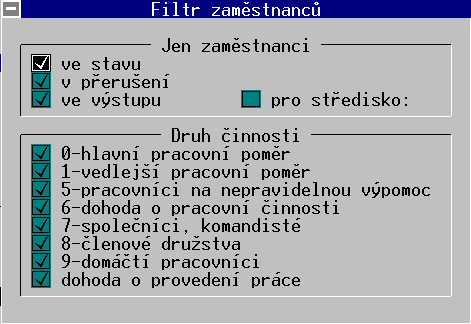 Filtr zaměstnanců
Jen zaměstnanci
ve stavu
v přerušení
ve výstupu pro středisko:
Druh činnosti
0-hlavní pracovní poměr
1-vedlejší pracovní poměr
5-pracovníci na nepravidelnou výpomoc
6-dohoda o pracovní činnosti
7-společníci, komandisté
8-členové družstva
9-domáčtí pracovníci
dohoda o provedení práce